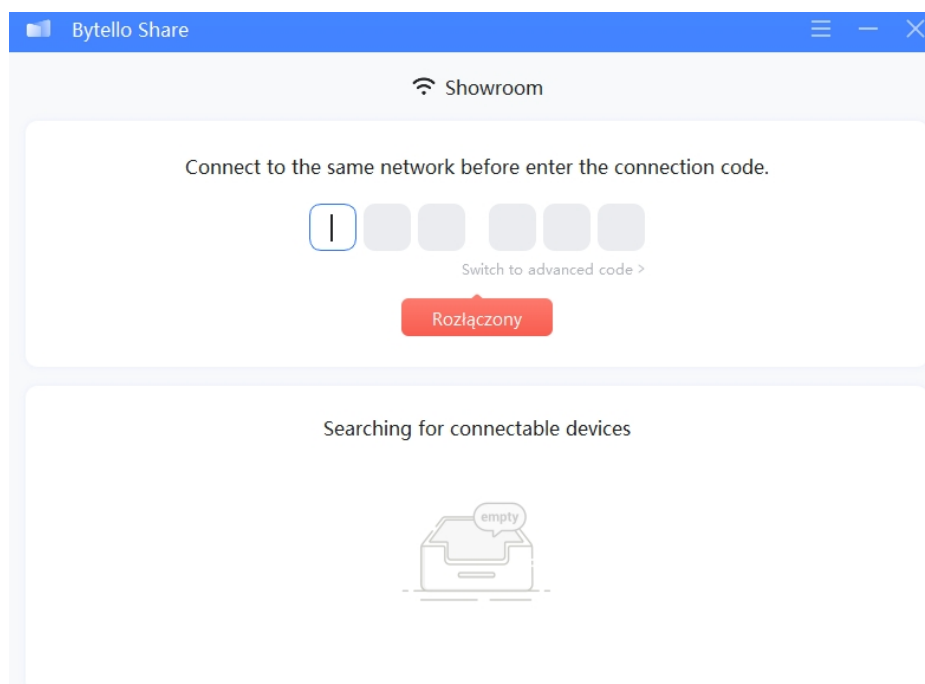 Bytello Share
Showroom
Connect to the same network before enter the connection code.
Switch to advanced code >
Rozłączony
Searching for connectable devices
empty